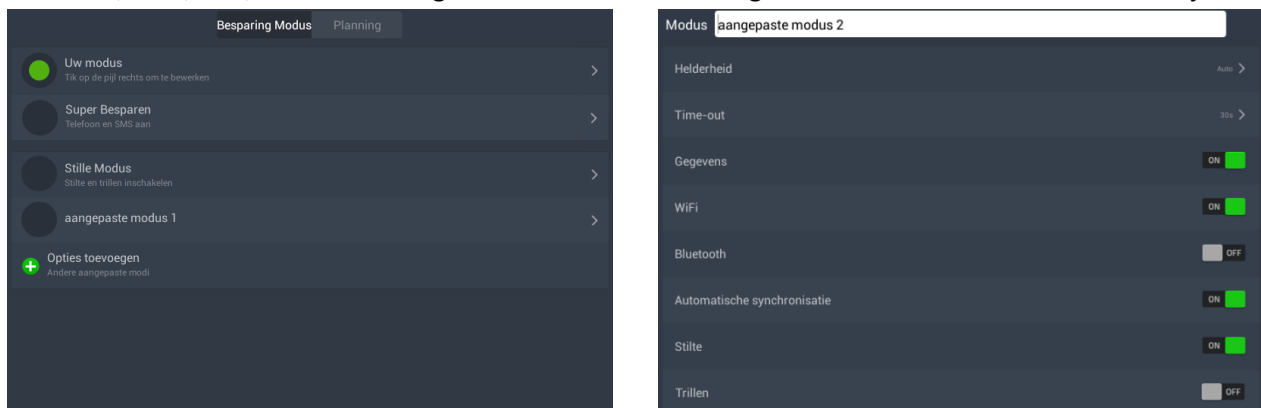 Besparing Modus Planning
Uw modus
Tik op de pijl rechts om te bewerken
Super Besparen
Telefoon en SMS aan
Stille Modus
Stilte en trillen inschakelen
aangepaste modus 1
Opties toevoegen
Andere aangepaste modi
Modus aangepaste modus 2
Helderheid Auto
Time-out 30s
Gegevens ON
WiFi ON
Bluetooth OFF
Automatische synchronisatie ON
Stilte ON
Trillen OFF